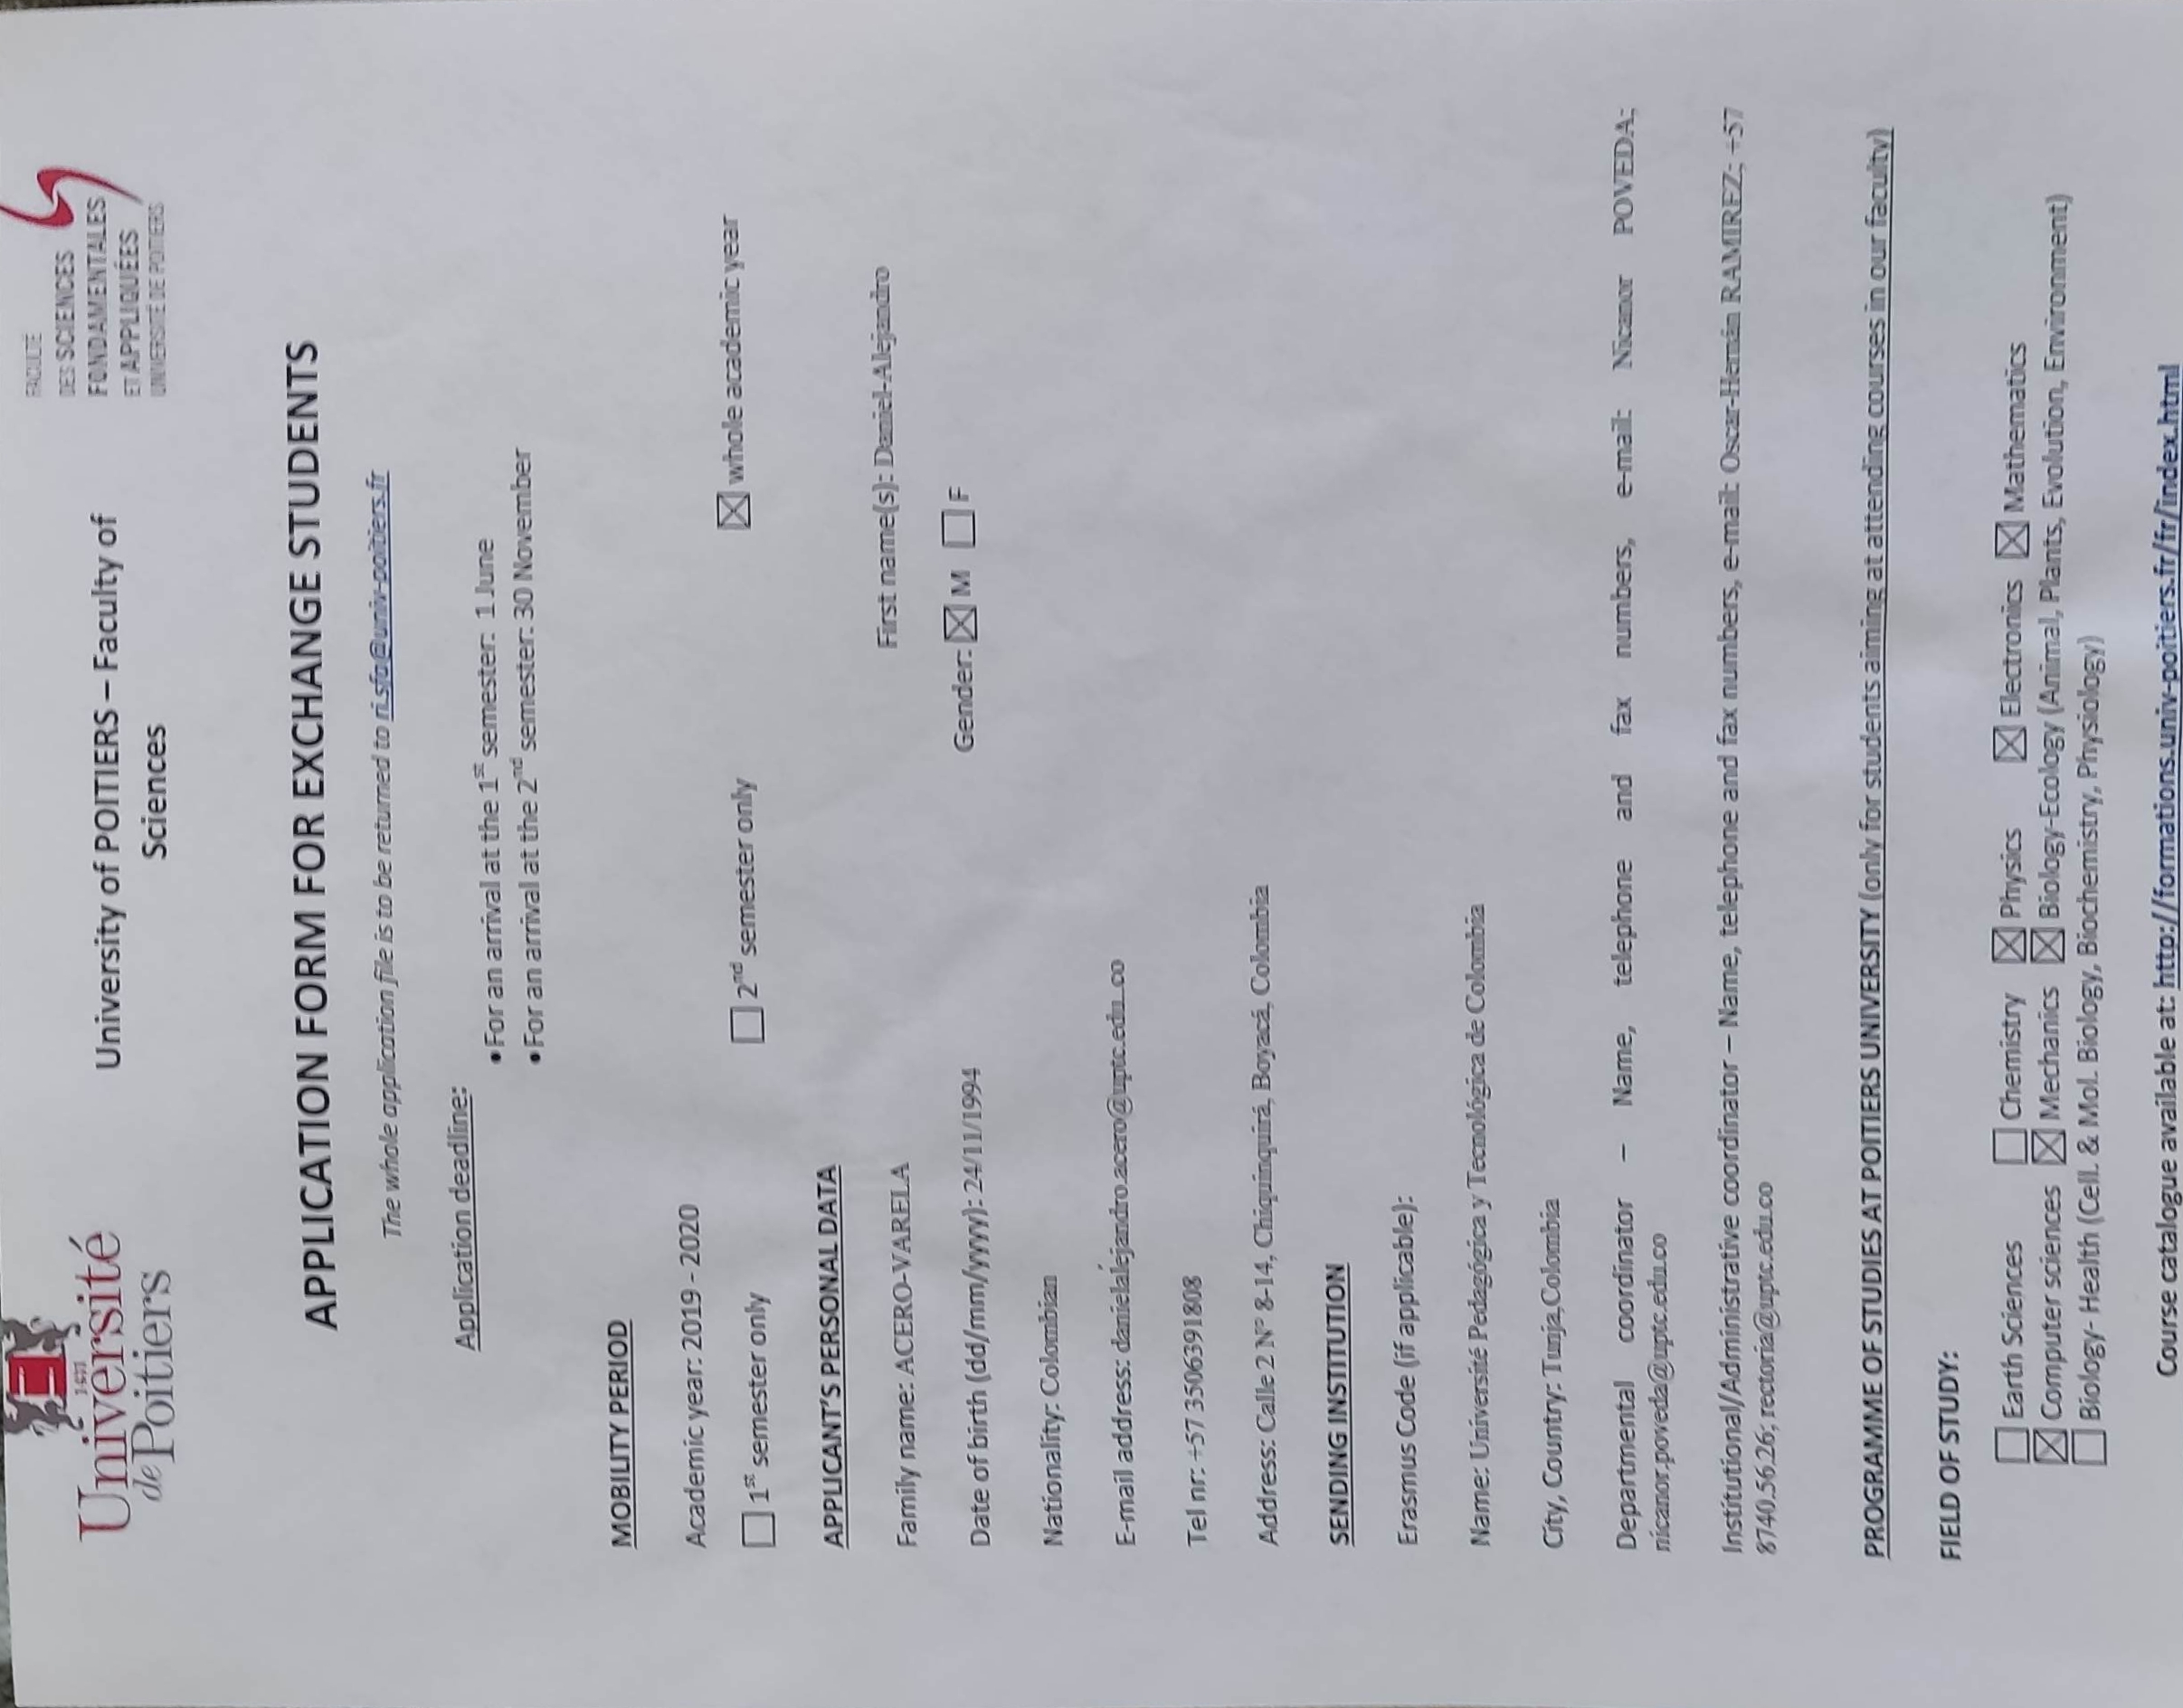 1431
Université
de Poitiers
University of POITIERS – Faculty of
Sciences
FACULTÉ
DES SCIENCES
FONDAMENTALES
ET APPLIQUÉES
UNIVERSITÉ DE POITIERS
APPLICATION FORM FOR EXCHANGE STUDENTS
The whole application file is to be returned to ri.sfa@univ-poitiers.fr
Application deadline:
• For an arrival at the 1st semester: 1 June
• For an arrival at the 2nd semester: 30 November
MOBILITY PERIOD
Academic year: 2019 - 2020
☐ 1st semester only ☐ 2nd semester only ☒ whole academic year
APPLICANT'S PERSONAL DATA
Family name: ACERO-VARELA First name(s): Daniel-Alejandro
Date of birth (dd/mm/yyyy): 24/11/1994 Gender: ☒ M ☐ F
Nationality: Colombian
E-mail address: danielalejandro.acero@uptc.edu.co
Tel nr: +57 3506391808
Address: Calle 2 N° 8-14, Chiquinquirá, Boyacá, Colombia
SENDING INSTITUTION
Erasmus Code (if applicable):
Name: Université Pedagógica y Tecnológica de Colombia
City, Country: Tunja,Colombia
Departmental coordinator – Name, telephone and fax numbers, e-mail: Nicanor POVEDA;
nicanor.poveda@uptc.edu.co
Institutional/Administrative coordinator – Name, telephone and fax numbers, e-mail: Oscar-Hernán RAMIREZ; +57
8740.56.26; rectoria@uptc.edu.co
PROGRAMME OF STUDIES AT POITIERS UNIVERSITY (only for students aiming at attending courses in our faculty)
FIELD OF STUDY:
☐ Earth Sciences ☐ Chemistry ☒ Physics ☒ Electronics ☒ Mathematics
☒ Computer sciences ☒ Mechanics ☒ Biology-Ecology (Animal, Plants, Evolution, Environment)
☐ Biology- Health (Cell. & Mol. Biology, Biochemistry, Physiology)
Course catalogue available at: http://formations.univ-poitiers.fr/fr/index.html